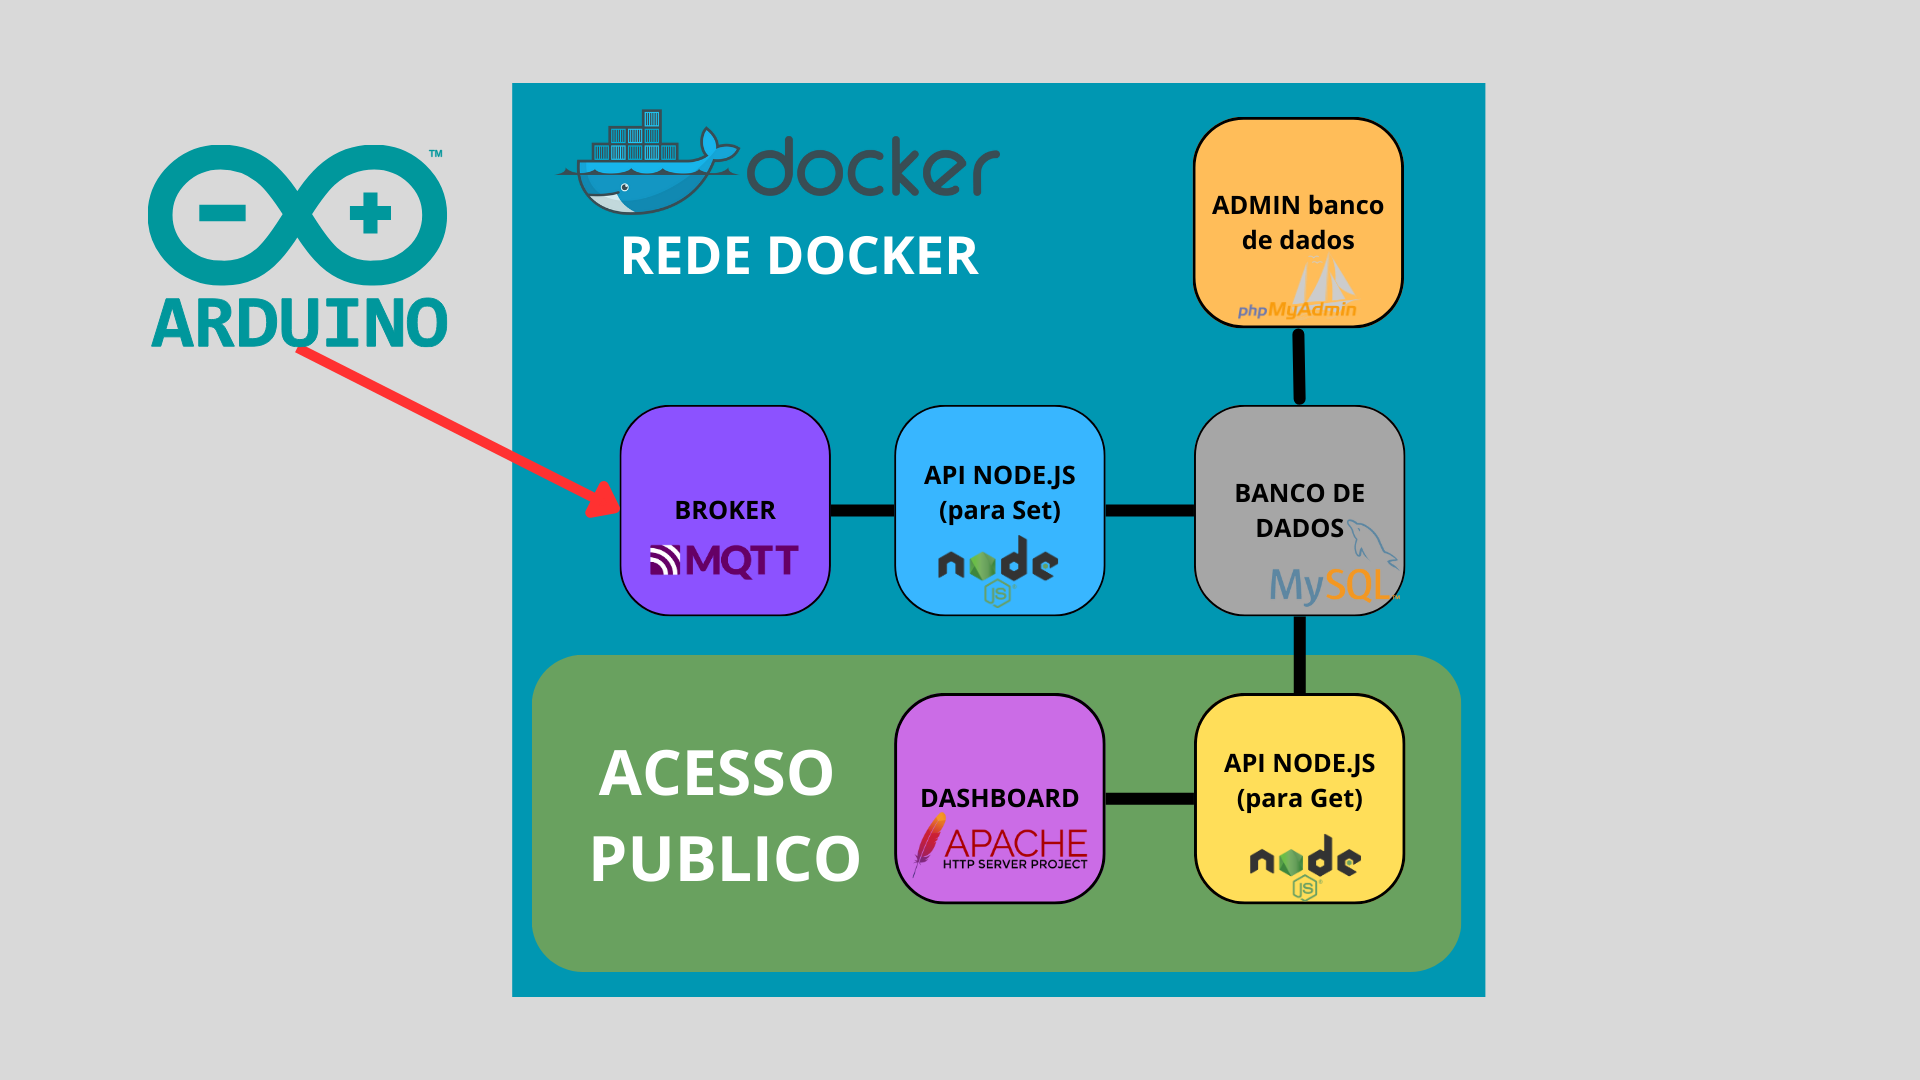 ARDUINO
TM
docker
REDE DOCKER
ADMIN banco
de dados
phpMyAdmin
BROKER
MQTT
API NODE.JS
(para Set)
node
JS
BANCO DE
DADOS
MySQL
ACESSO
PUBLICO
DASHBOARD
APACHE
HTTP SERVER PROJECT
API NODE.JS
(para Get)
node
JS